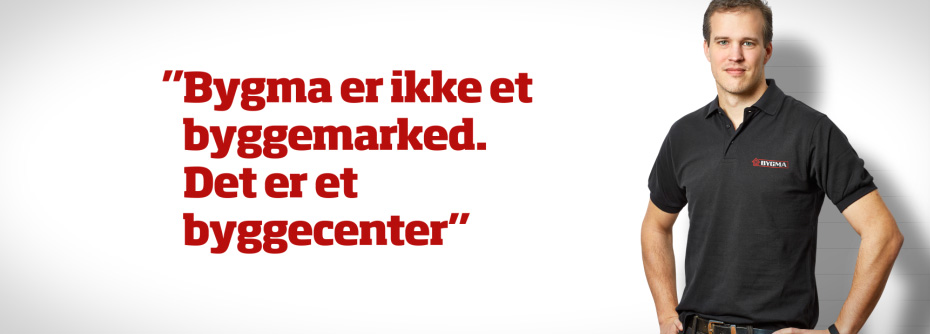 ”Bygma er ikke et
byggemarked.
Det er et
byggecenter”
BYGMA